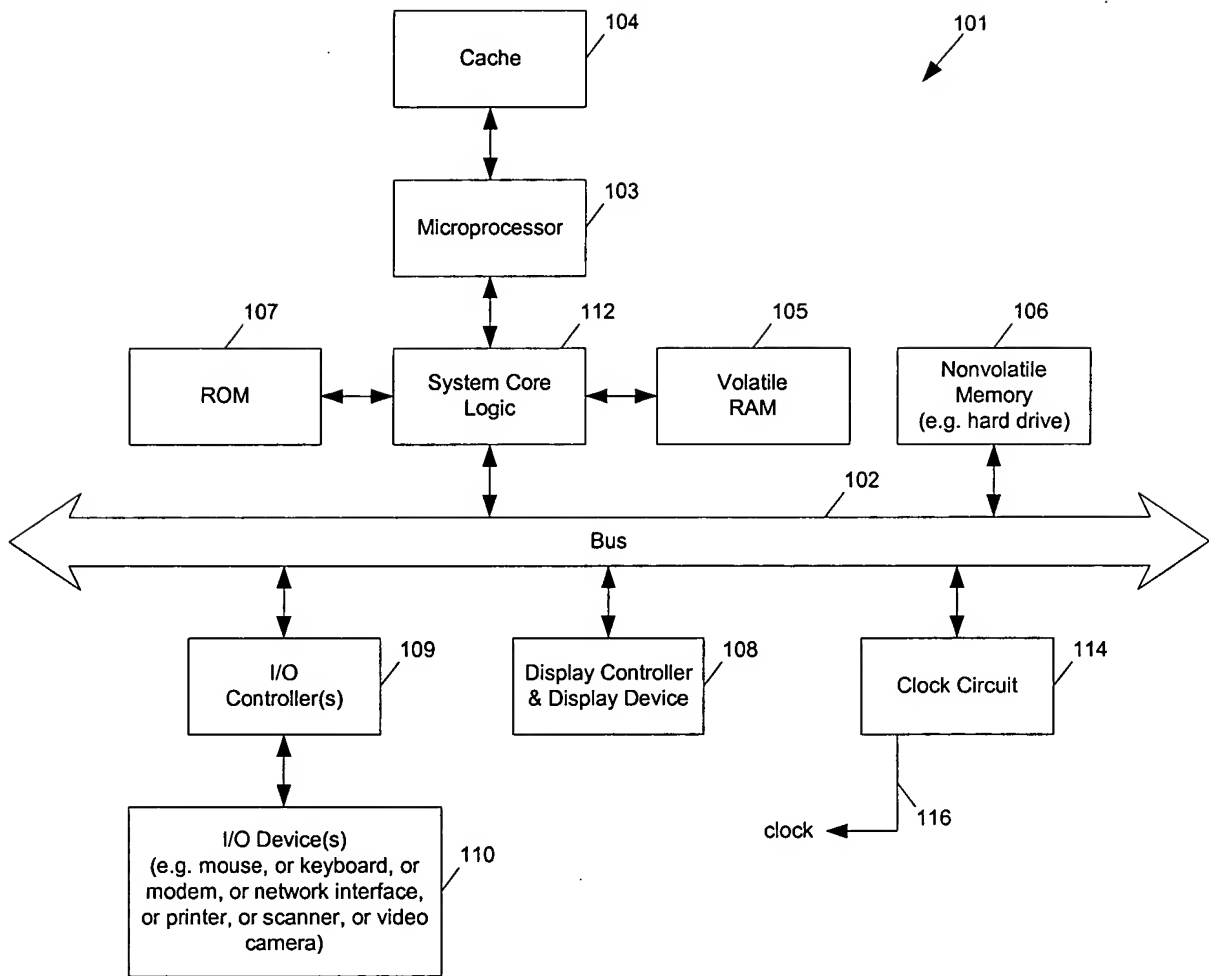 104
101
Cache
103
Microprocessor
107
112
105
106
ROM
System Core
Logic
Volatile
RAM
Nonvolatile
Memory
(e.g. hard drive)
102
Bus
109
108
114
I/O
Controller(s)
Display Controller
& Display Device
Clock Circuit
clock
116
I/O Device(s)
(e.g. mouse, or keyboard, or
modem, or network interface,
or printer, or scanner, or video
camera)
110